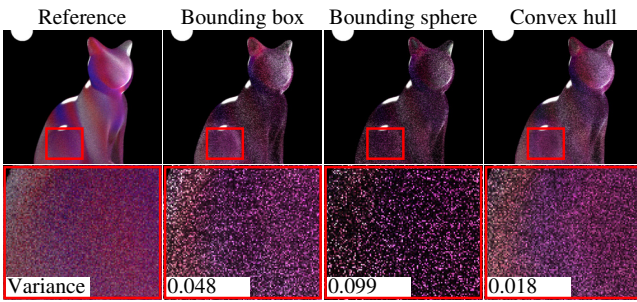 Reference Bounding box Bounding sphere Convex hull
Variance 0.048 0.099 0.018